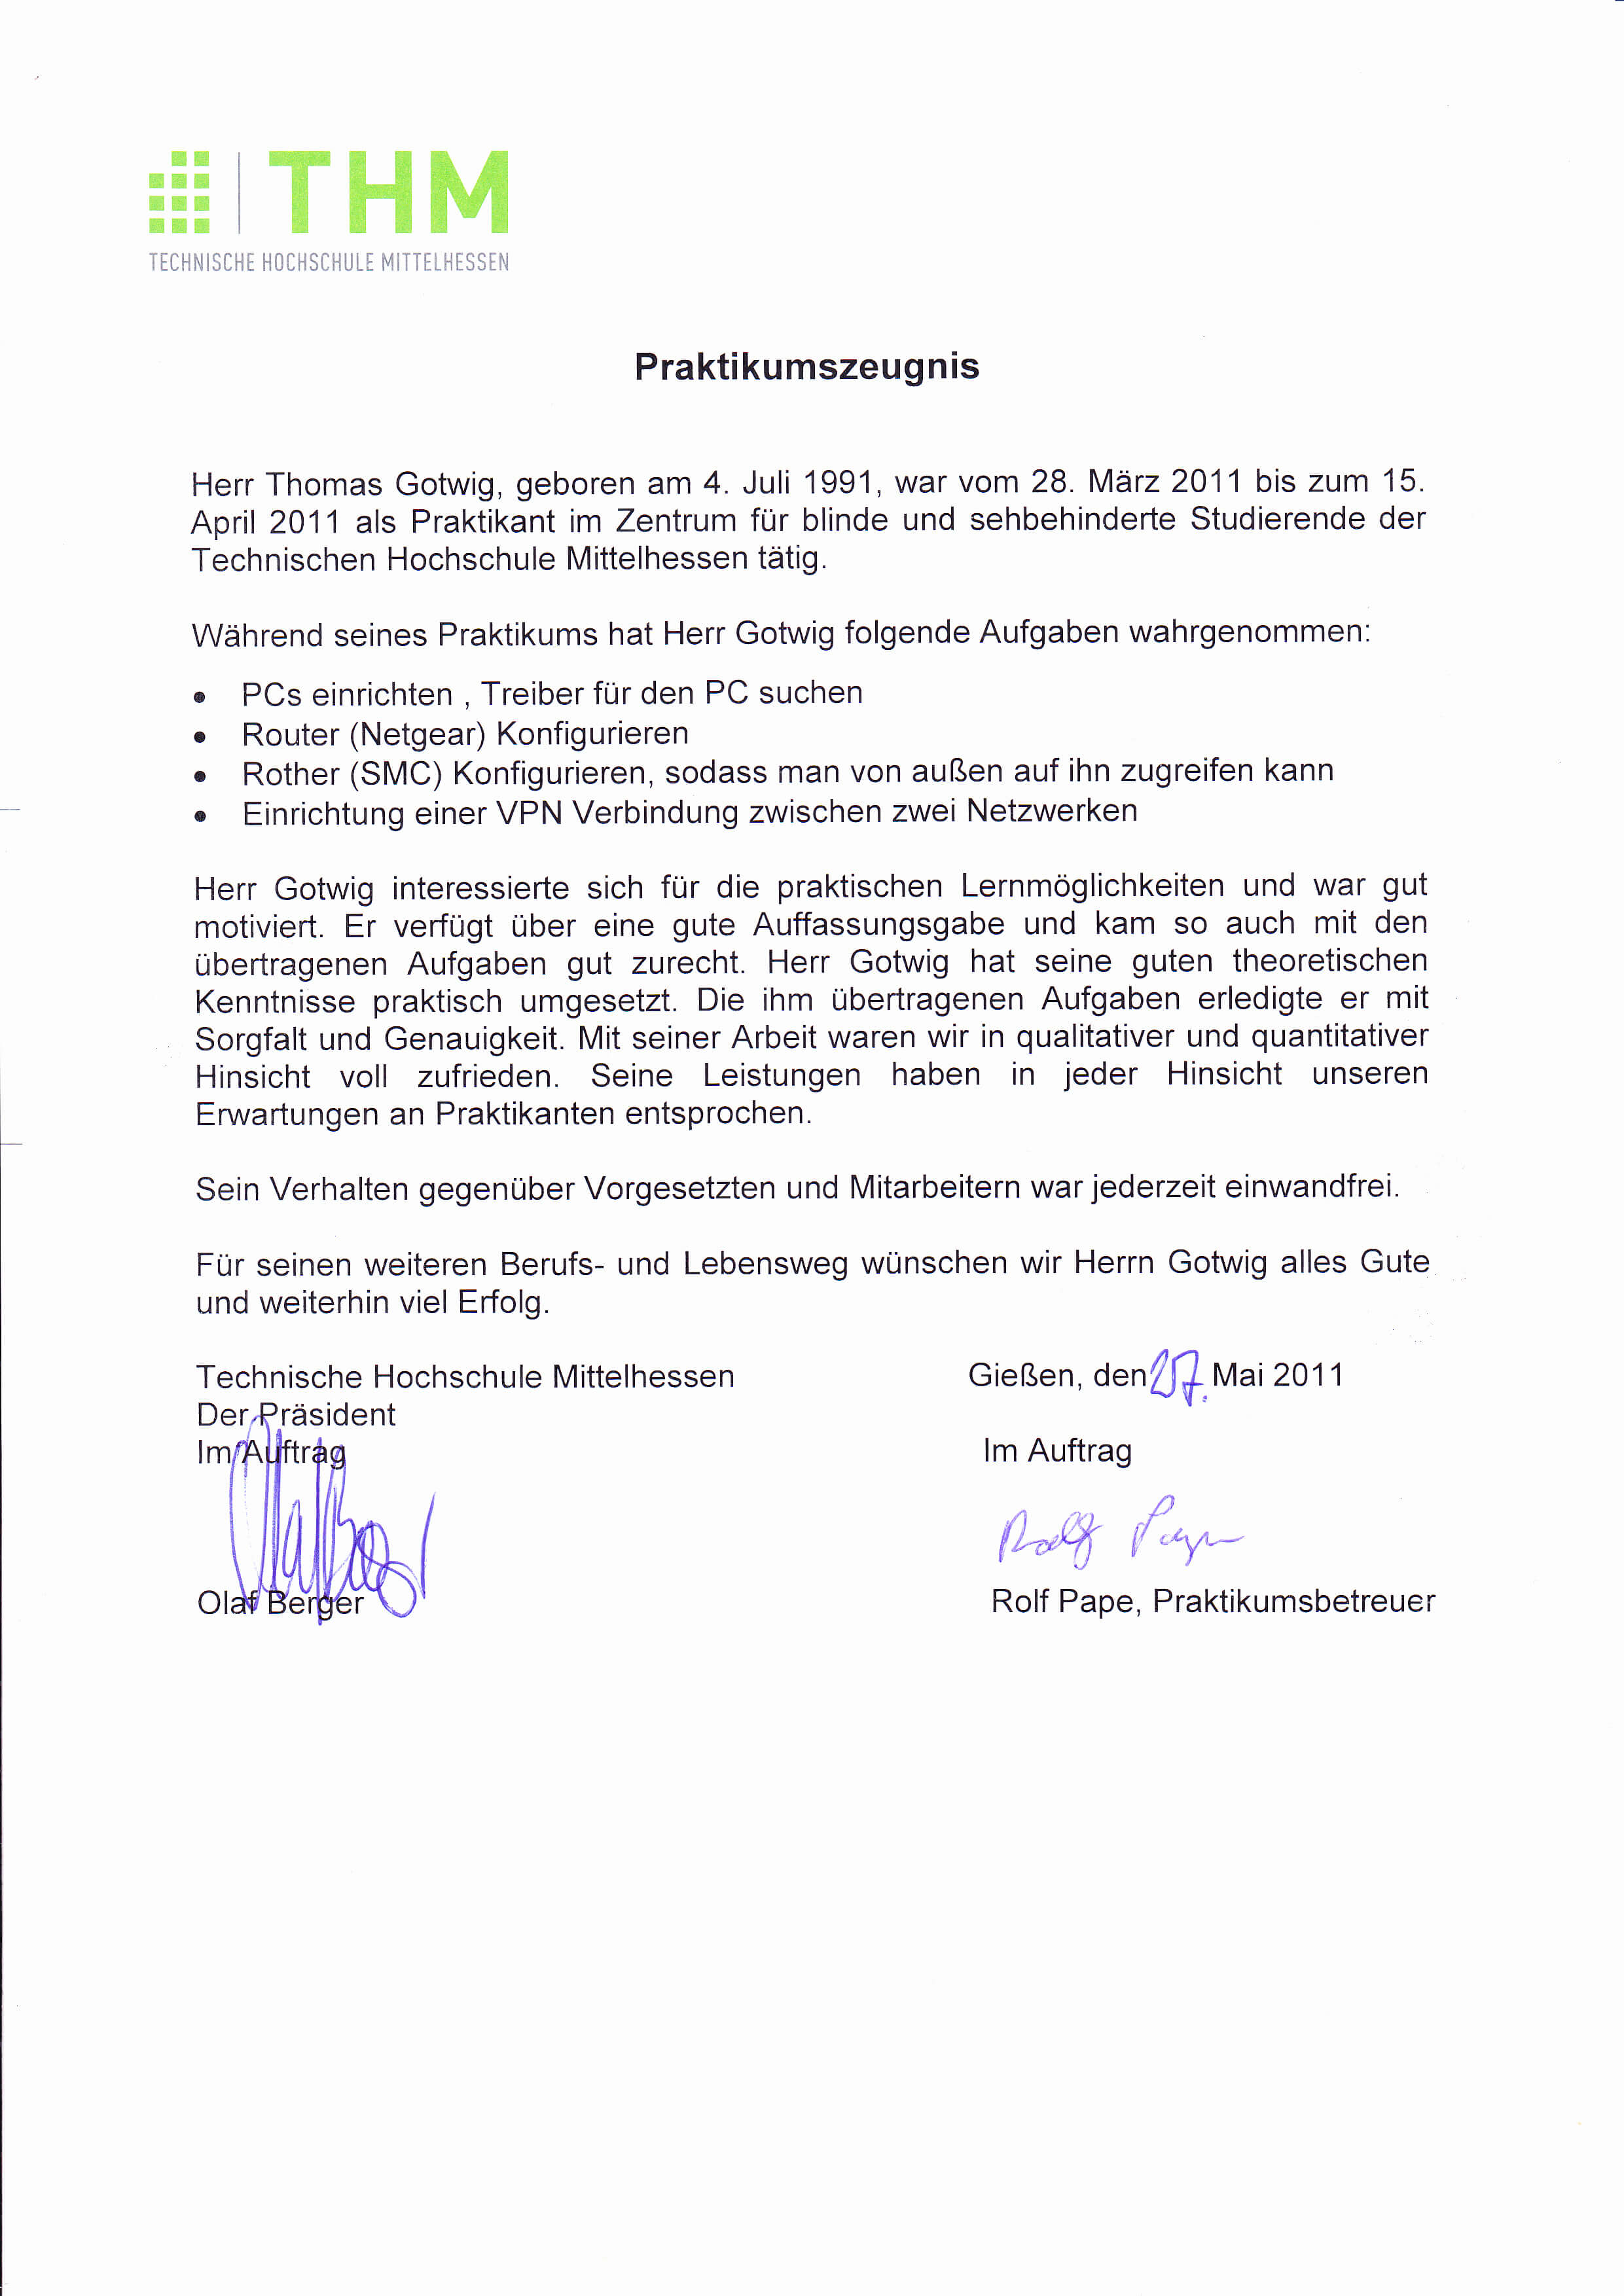 THM
TECHNISCHE HOCHSCHULE MITTELHESSEN
Praktikumszeugnis
Herr Thomas Gotwig, geboren am 4. Juli 1991, war vom 28. März 2011 bis zum 15.
April 2011 als Praktikant im Zentrum für blinde und sehbehinderte Studierende der
Technischen Hochschule Mittelhessen tätig.
Während seines Praktikums hat Herr Gotwig folgende Aufgaben wahrgenommen:
• PCs einrichten , Treiber für den PC suchen
• Router (Netgear) Konfigurieren
• Rother (SMC) Konfigurieren, sodass man von außen auf ihn zugreifen kann
• Einrichtung einer VPN Verbindung zwischen zwei Netzwerken
Herr Gotwig interessierte sich für die praktischen Lernmöglichkeiten und war gut
motiviert. Er verfügt über eine gute Auffassungsgabe und kam so auch mit den
übertragenen Aufgaben gut zurecht. Herr Gotwig hat seine guten theoretischen
Kenntnisse praktisch umgesetzt. Die ihm übertragenen Aufgaben erledigte er mit
Sorgfalt und Genauigkeit. Mit seiner Arbeit waren wir in qualitativer und quantitativer
Hinsicht voll zufrieden. Seine Leistungen haben in jeder Hinsicht unseren
Erwartungen an Praktikanten entsprochen.
Sein Verhalten gegenüber Vorgesetzten und Mitarbeitern war jederzeit einwandfrei.
Für seinen weiteren Berufs- und Lebensweg wünschen wir Herrn Gotwig alles Gute
und weiterhin viel Erfolg.
Technische Hochschule Mittelhessen Gießen, den 27. Mai 2011
Der Präsident
Im Auftrag Im Auftrag
Olaf Berger Rolf Pape
Olaf Berger Rolf Pape, Praktikumsbetreuer